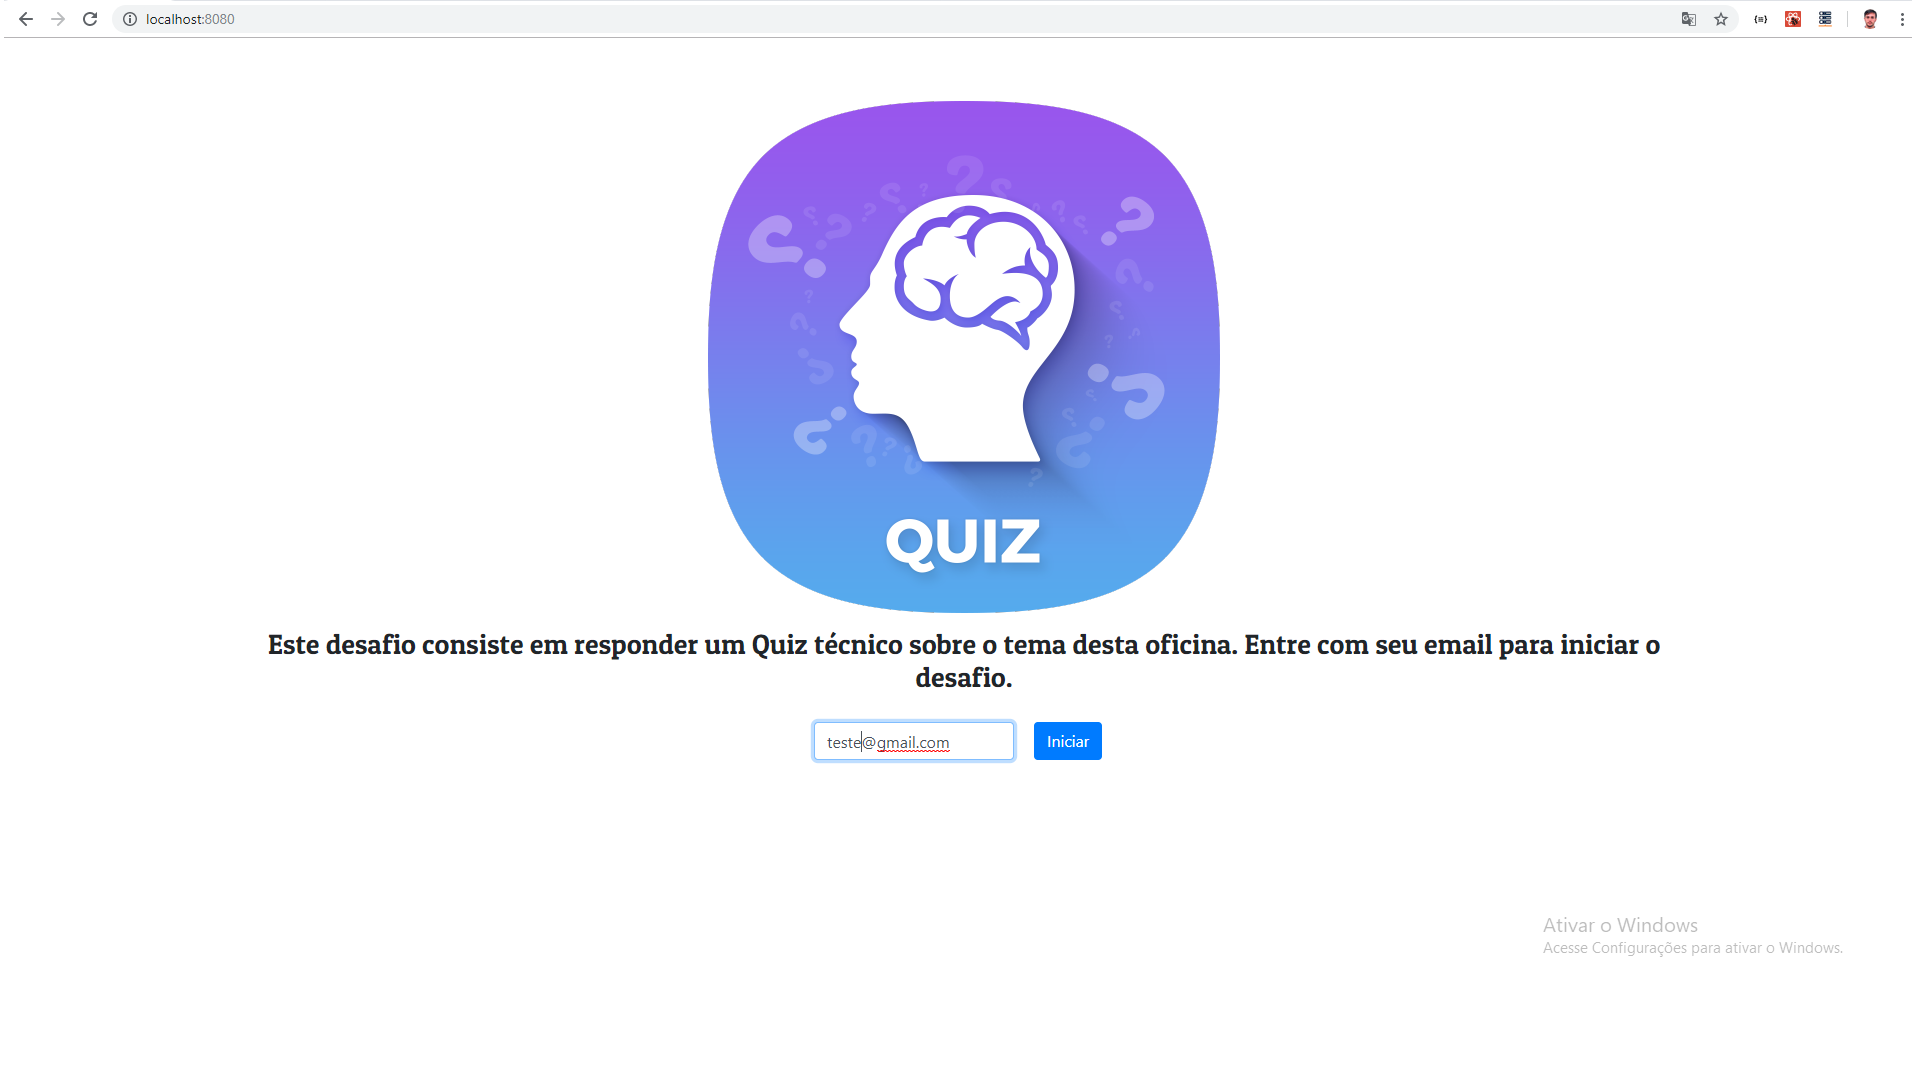 localhost:8080
QUIZ
Este desafio consiste em responder um Quiz técnico sobre o tema desta oficina. Entre com seu email para iniciar o
desafio.
teste@gmail.com
Iniciar
Ativar o Windows
Acesse Configurações para ativar o Windows.